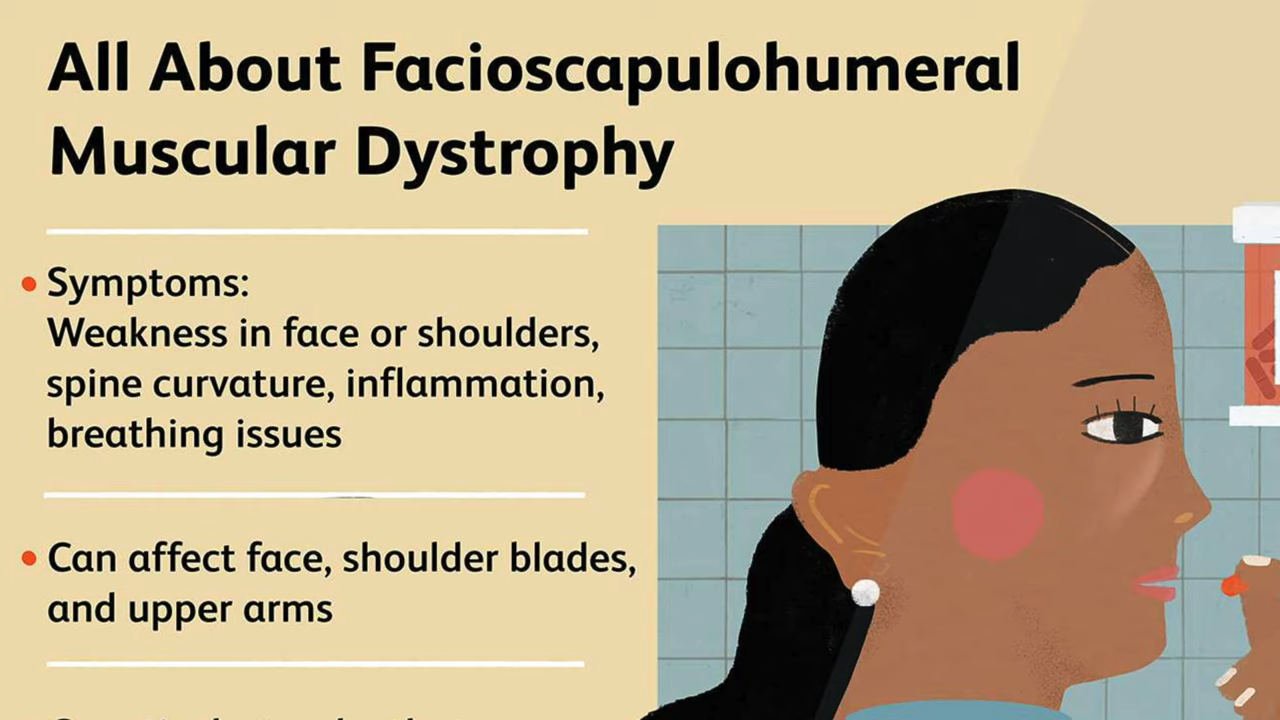 All About Facioscapulohumeral
Muscular Dystrophy
Symptoms:
Weakness in face or shoulders,
spine curvature, inflammation,
breathing issues
Can affect face, shoulder blades,
and upper arms